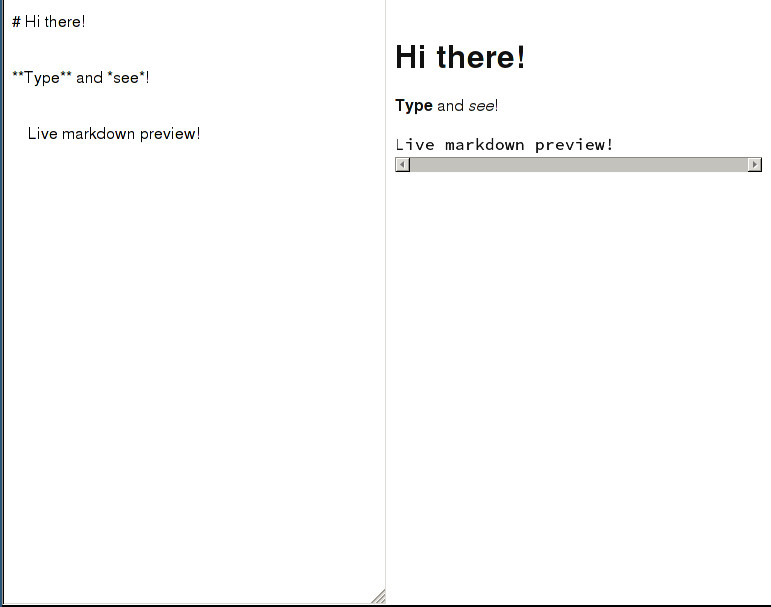 # Hi there!
**Type** and *see*!
Live markdown preview!
Hi there!
Type and see!
Live markdown preview!